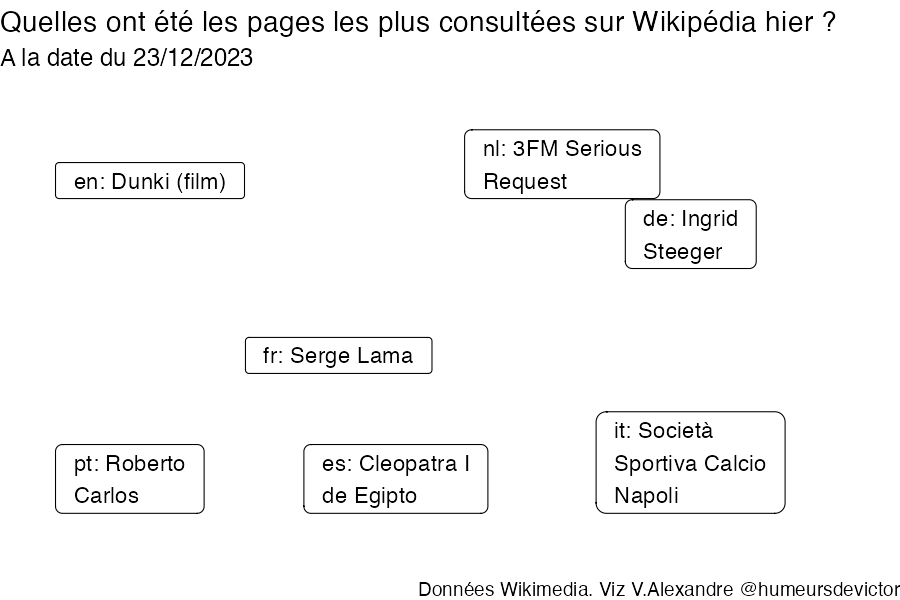 Quelles ont été les pages les plus consultées sur Wikipédia hier ?
A la date du 23/12/2023
nl: 3FM Serious
Request
en: Dunki (film)
de: Ingrid
Steeger
fr: Serge Lama
it: Società
Sportiva Calcio
Napoli
pt: Roberto
Carlos
es: Cleopatra I
de Egipto
Données Wikimedia. Viz V.Alexandre @humeursdevictor